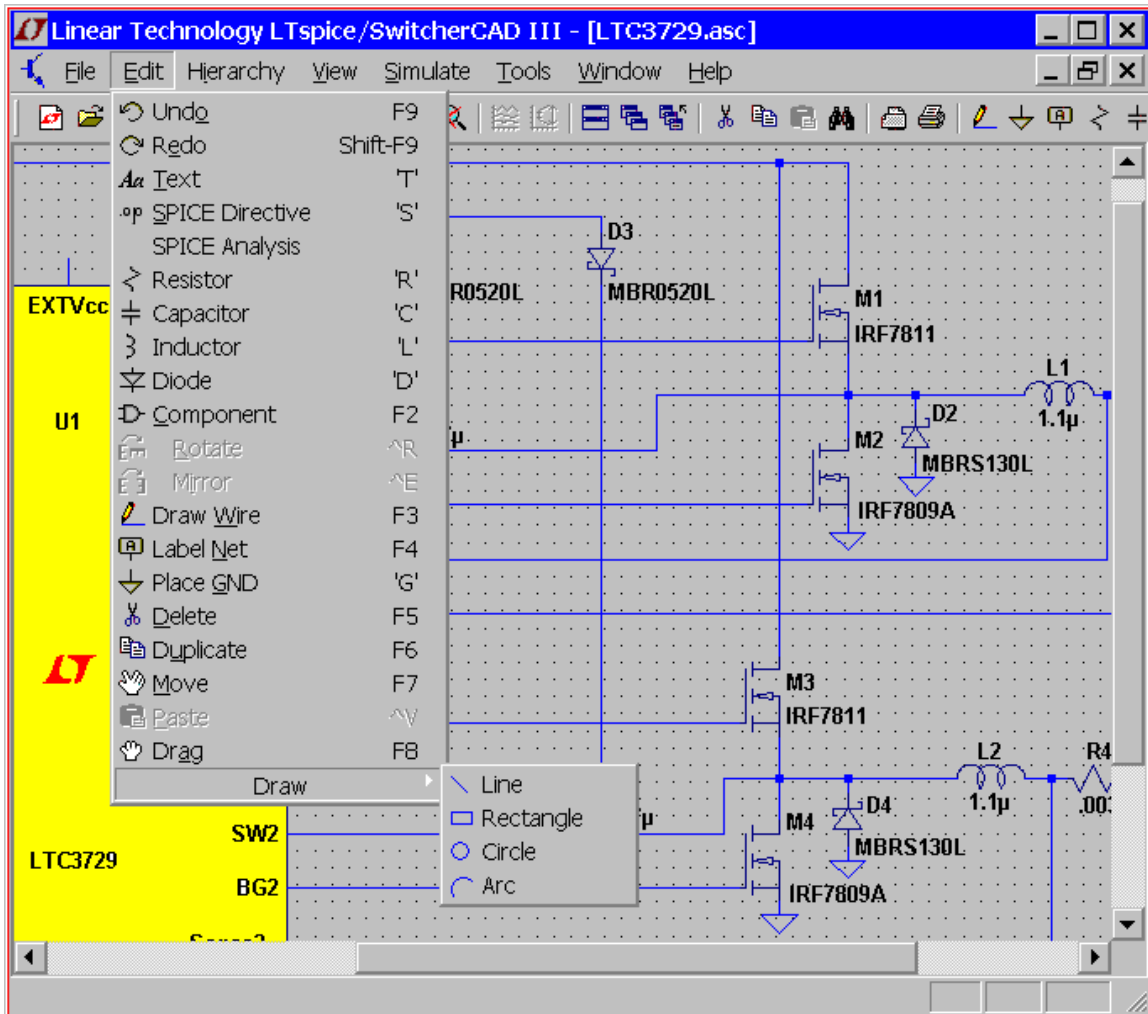 Linear Technology LTspice/SwitcherCAD III - [LTC3729.asc]
File Edit Hierarchy View Simulate Tools Window Help
Undo F9
Redo Shift-F9
Aa Text 'T'
.op SPICE Directive 'S'
SPICE Analysis
Resistor 'R'
Capacitor 'C'
Inductor 'L'
Diode 'D'
Component F2
Rotate ^R
Mirror ^E
Draw Wire F3
Label Net F4
Place GND 'G'
Delete F5
Duplicate F6
Move F7
Paste ^V
Drag F8
Draw
Line
Rectangle
Circle
Arc
EXTVcc
U1
LTC3729
SW2
BG2
D3
R0520L
MBR0520L
M1
IRF7811
L1
1.1µ
D2
MBRS130L
µ
M2
IRF7809A
M3
IRF7811
L2
1.1µ
R4
.003
µ
M4
D4
MBRS130L
IRF7809A